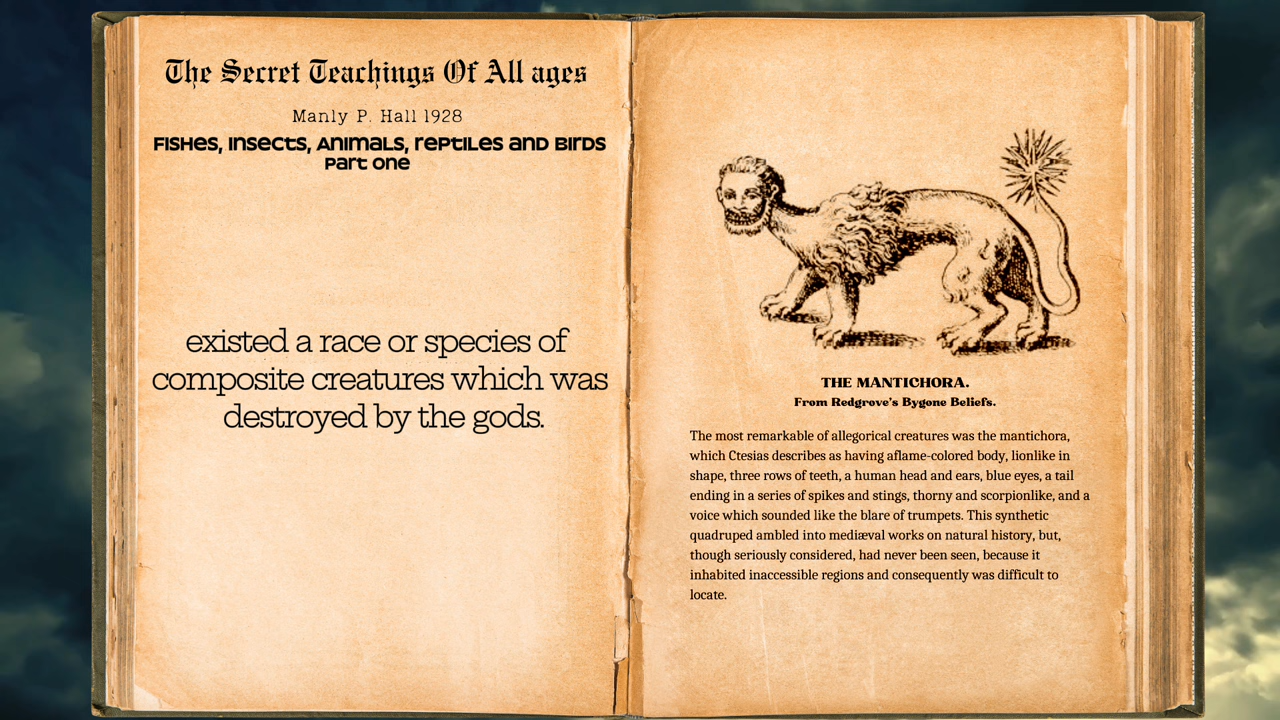 The Secret Teachings Of All ages
Manly P. Hall 1928
Fishes, Insects, Animals, reptiles and Birds
Part one
existed a race or species of
composite creatures which was
destroyed by the gods.
THE MANTICHORA.
From Redgrove's Bygone Beliefs.
The most remarkable of allegorical creatures was the mantichora,
which Ctesias describes as having aflame-colored body, lionlike in
shape, three rows of teeth, a human head and ears, blue eyes, a tail
ending in a series of spikes and stings, thorny and scorpionlike, and a
voice which sounded like the blare of trumpets. This synthetic
quadruped ambled into mediæval works on natural history, but,
though seriously considered, had never been seen, because it
inhabited inaccessible regions and consequently was difficult to
locate.